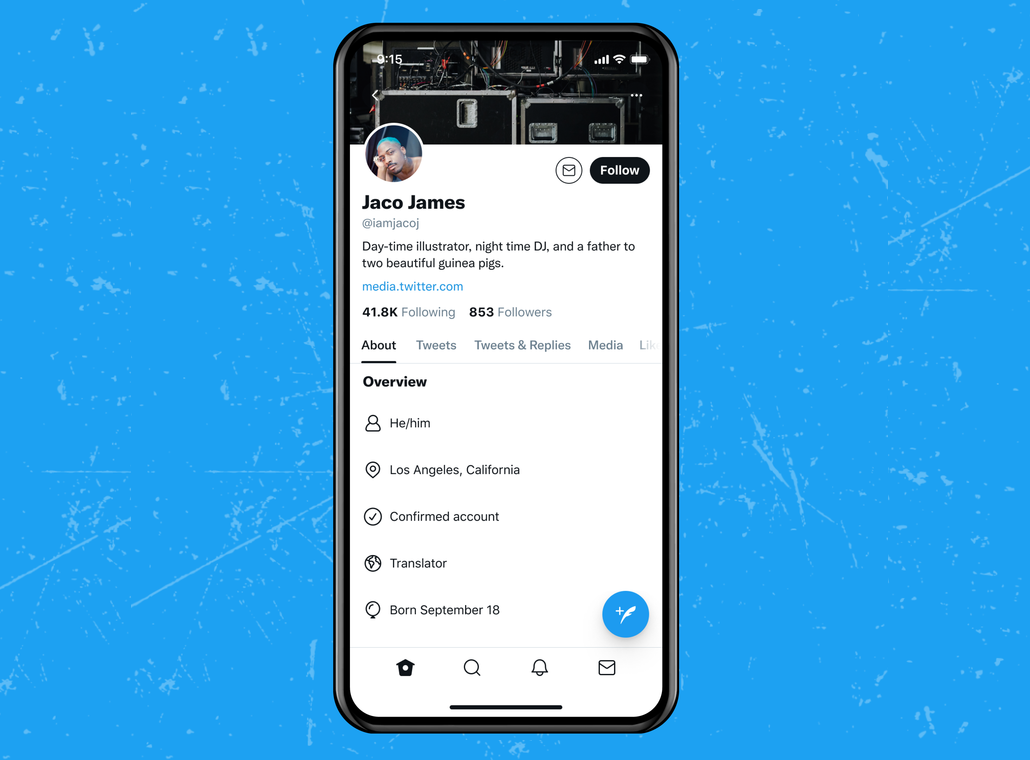 9:15
Follow
Jaco James
@iamjacoj
Day-time illustrator, night time DJ, and a father to
two beautiful guinea pigs.
media.twitter.com
41.8K Following 853 Followers
About Tweets Tweets & Replies Media Lik
Overview
He/him
Los Angeles, California
Confirmed account
Translator
Born September 18